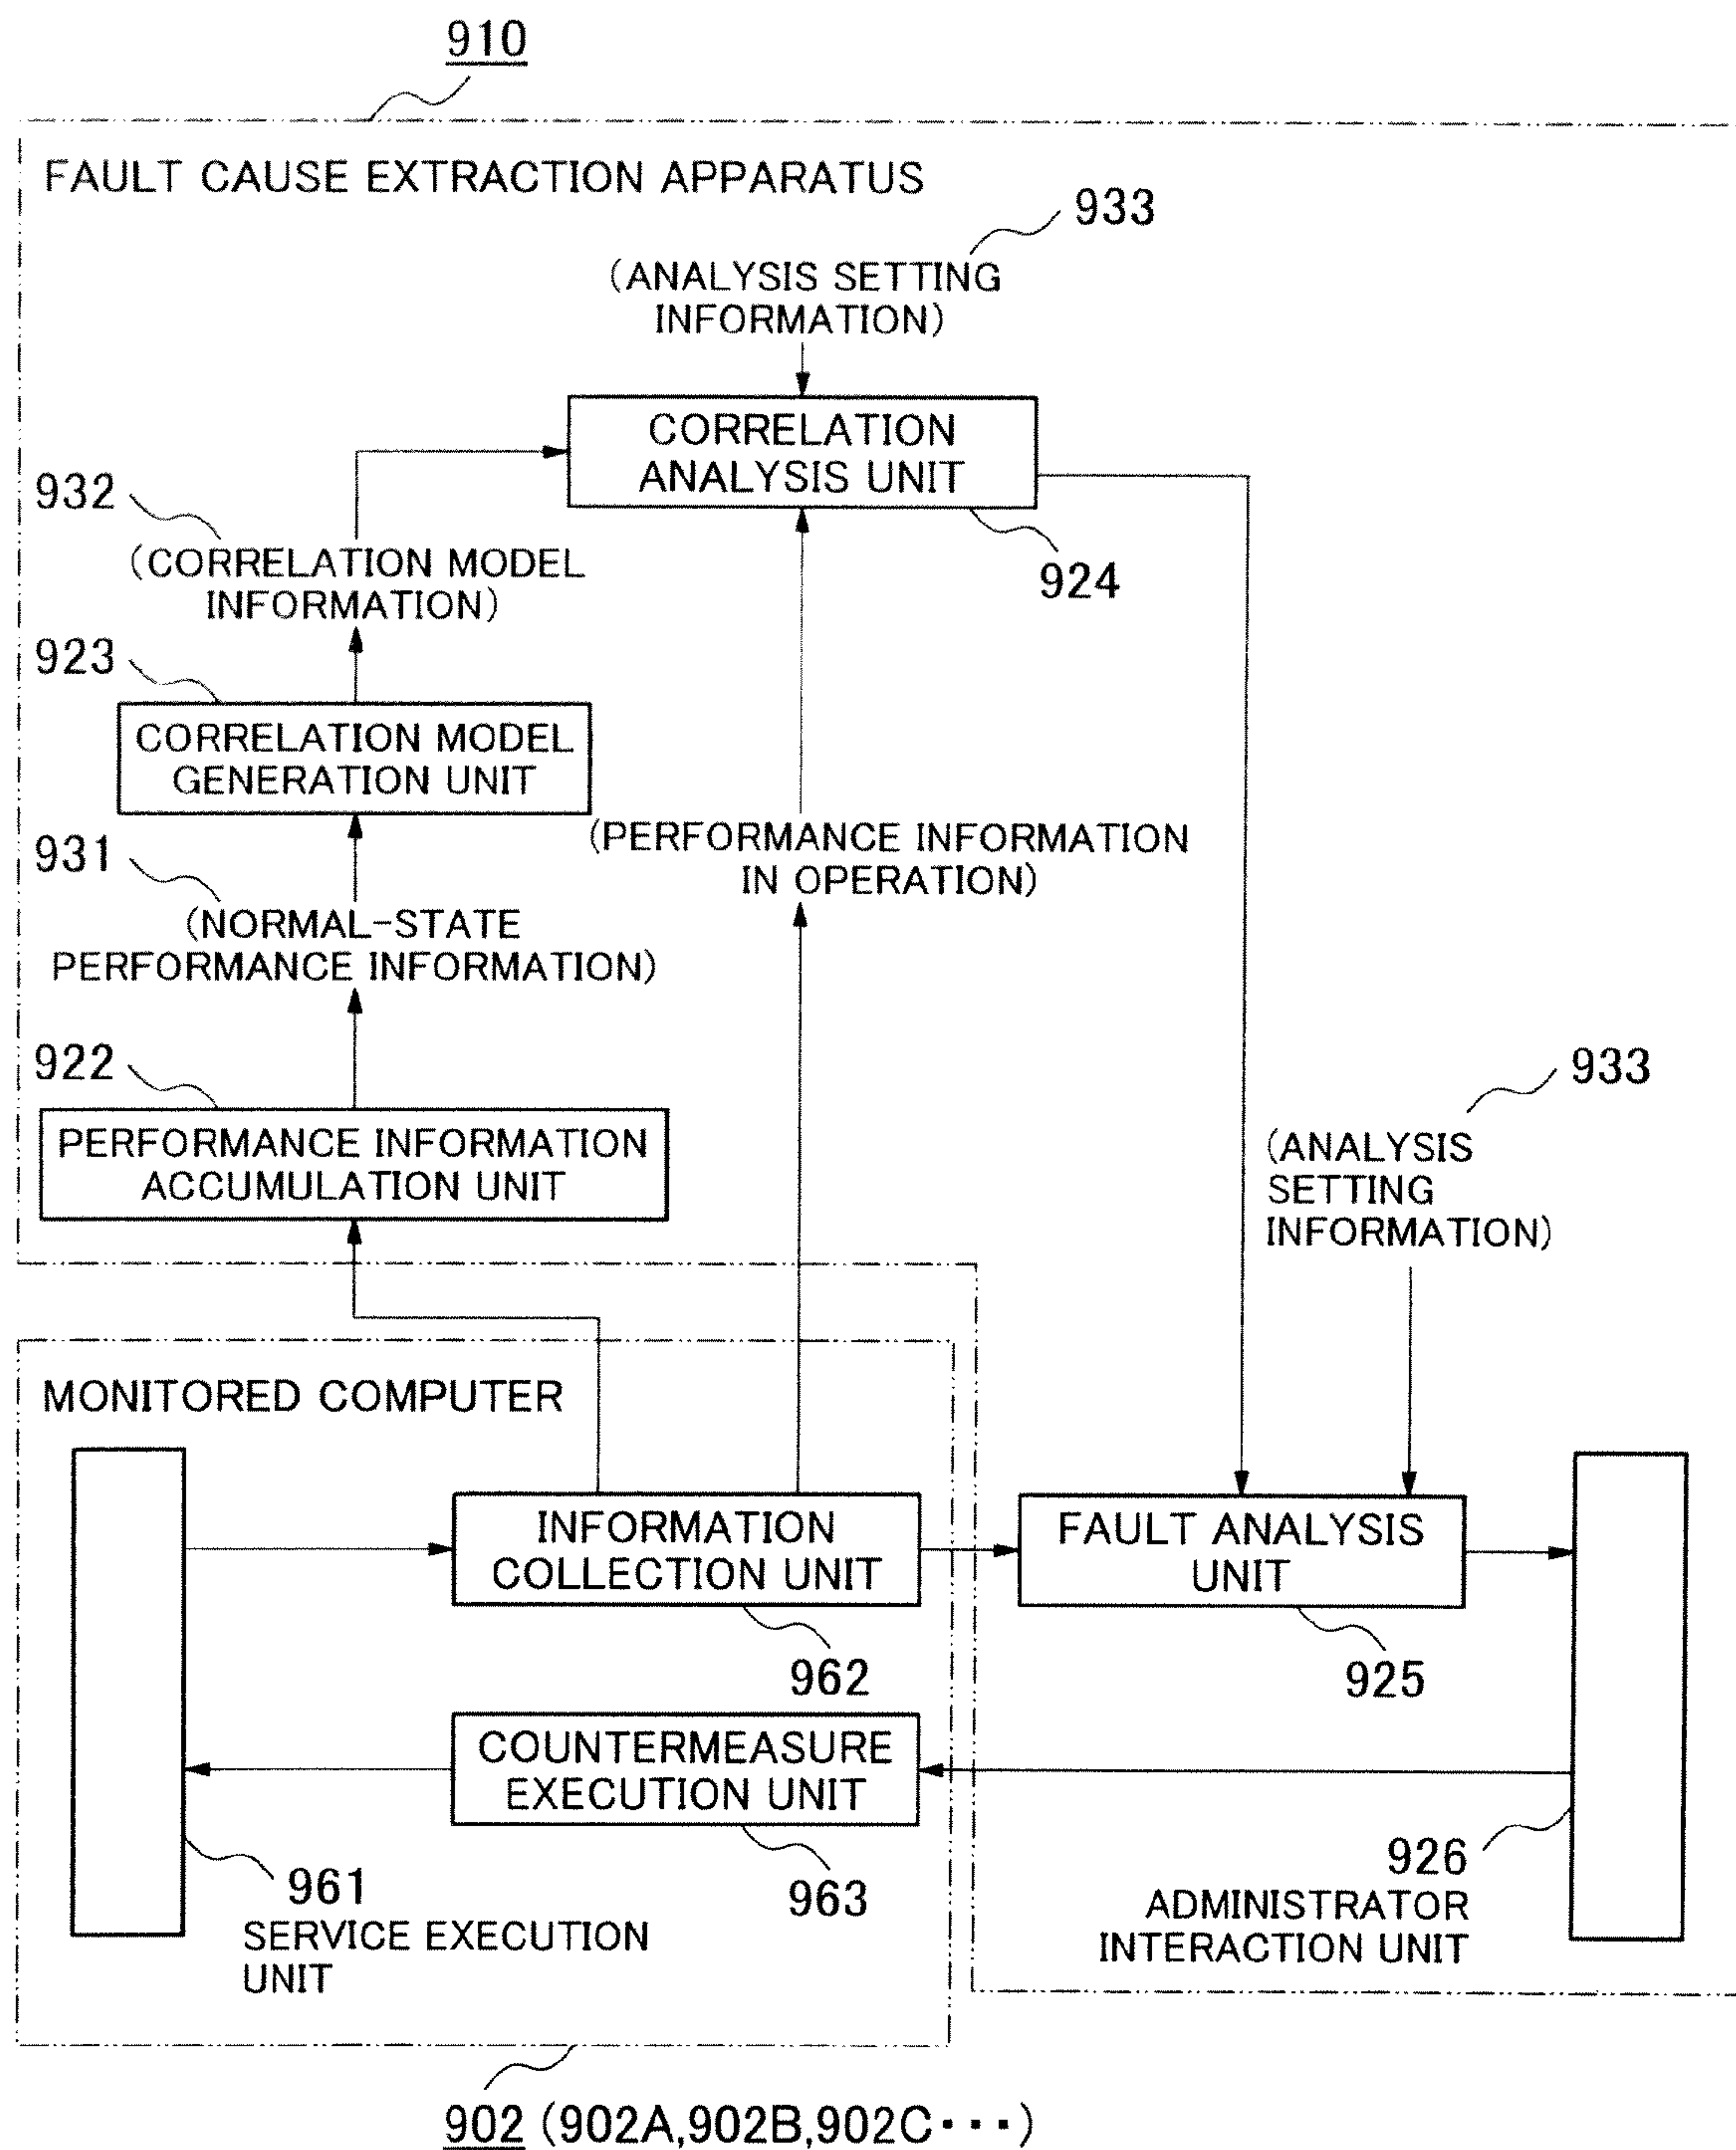 910
FAULT CAUSE EXTRACTION APPARATUS
933
(ANALYSIS SETTING
INFORMATION)
CORRELATION
ANALYSIS UNIT
924
932
(CORRELATION MODEL
INFORMATION)
923
CORRELATION MODEL
GENERATION UNIT
931
(NORMAL-STATE
PERFORMANCE INFORMATION)
(PERFORMANCE INFORMATION
IN OPERATION)
922
PERFORMANCE INFORMATION
ACCUMULATION UNIT
933
(ANALYSIS
SETTING
INFORMATION)
MONITORED COMPUTER
INFORMATION
COLLECTION UNIT
962
FAULT ANALYSIS
UNIT
925
COUNTERMEASURE
EXECUTION UNIT
963
961
SERVICE EXECUTION
UNIT
926
ADMINISTRATOR
INTERACTION UNIT
902 (902A,902B,902C・・・)